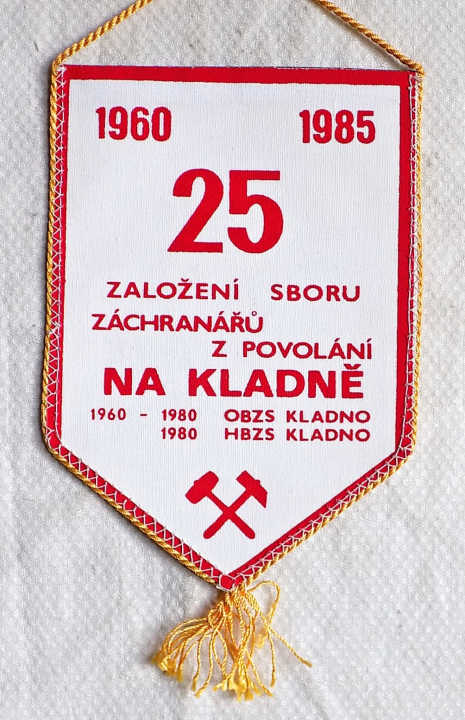 1960 1985
25
ZALOŽENÍ SBORU
ZÁCHRANÁŘŮ
Z POVOLÁNÍ
NA KLADNĚ
1960 - 1980 OBZS KLADNO
1980 HBZS KLADNO